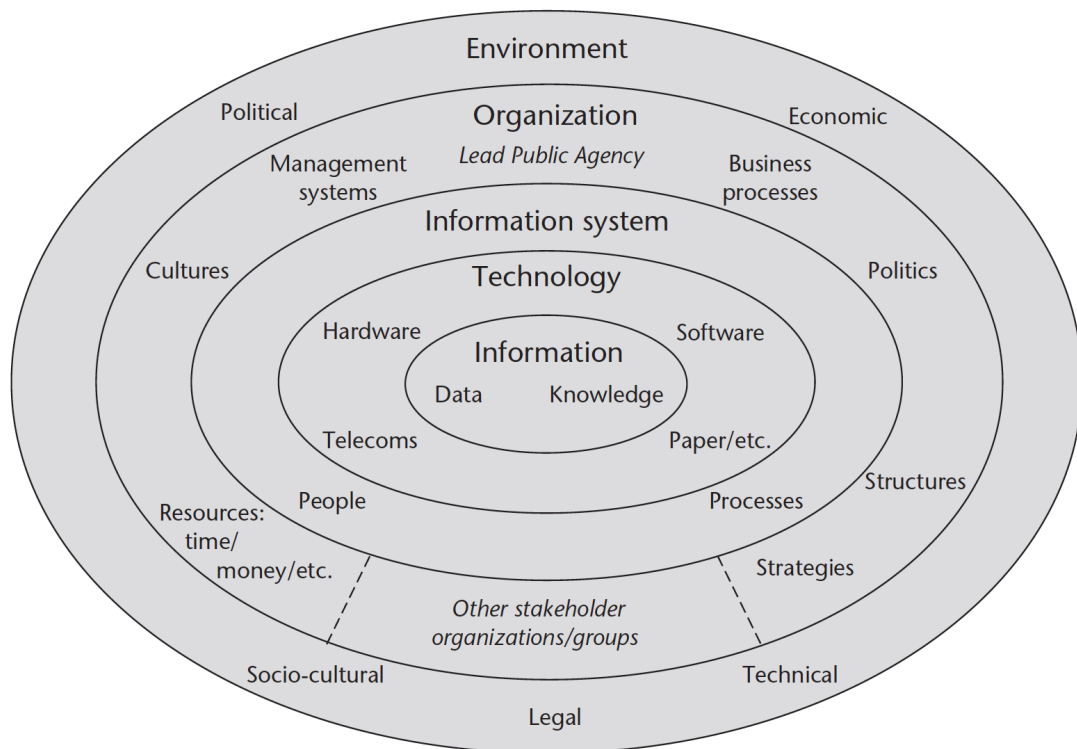 Environment
Political
Economic
Organization
Lead Public Agency
Management
systems
Business
processes
Information system
Cultures
Politics
Technology
Hardware
Software
Information
Data
Knowledge
Telecoms
Paper/etc.
People
Processes
Structures
Resources:
time/
money/etc.
Strategies
Other stakeholder
organizations/groups
Socio-cultural
Technical
Legal